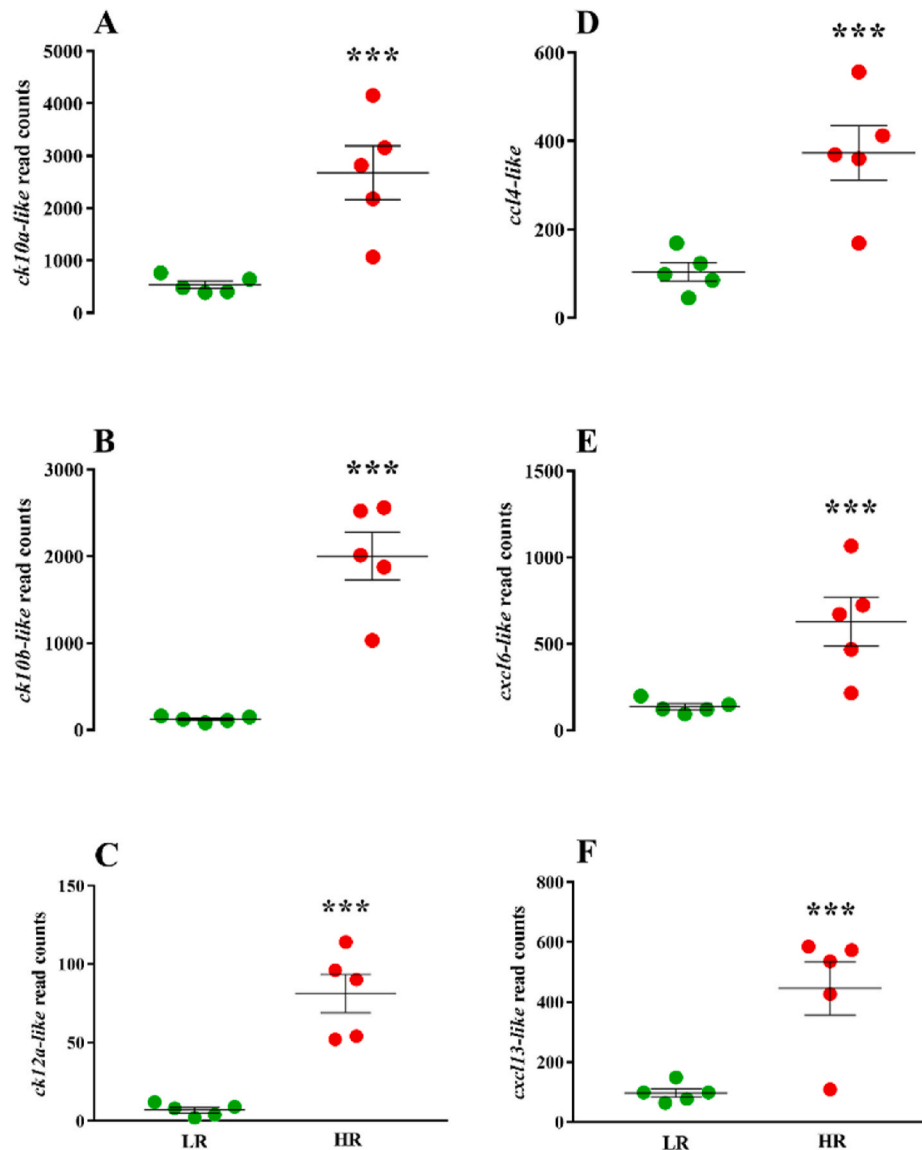 A
ck10a-like read counts
5000
4000
3000
2000
1000
0
***
B
ck10b-like read counts
3000
2000
1000
0
***
C
ck12a-like read counts
150
100
50
0
***
LR
HR
D
ccl4-like
600
400
200
0
***
E
cxcl6-like read counts
1500
1000
500
0
***
F
cxcl13-like read counts
800
600
400
200
0
***
LR
HR